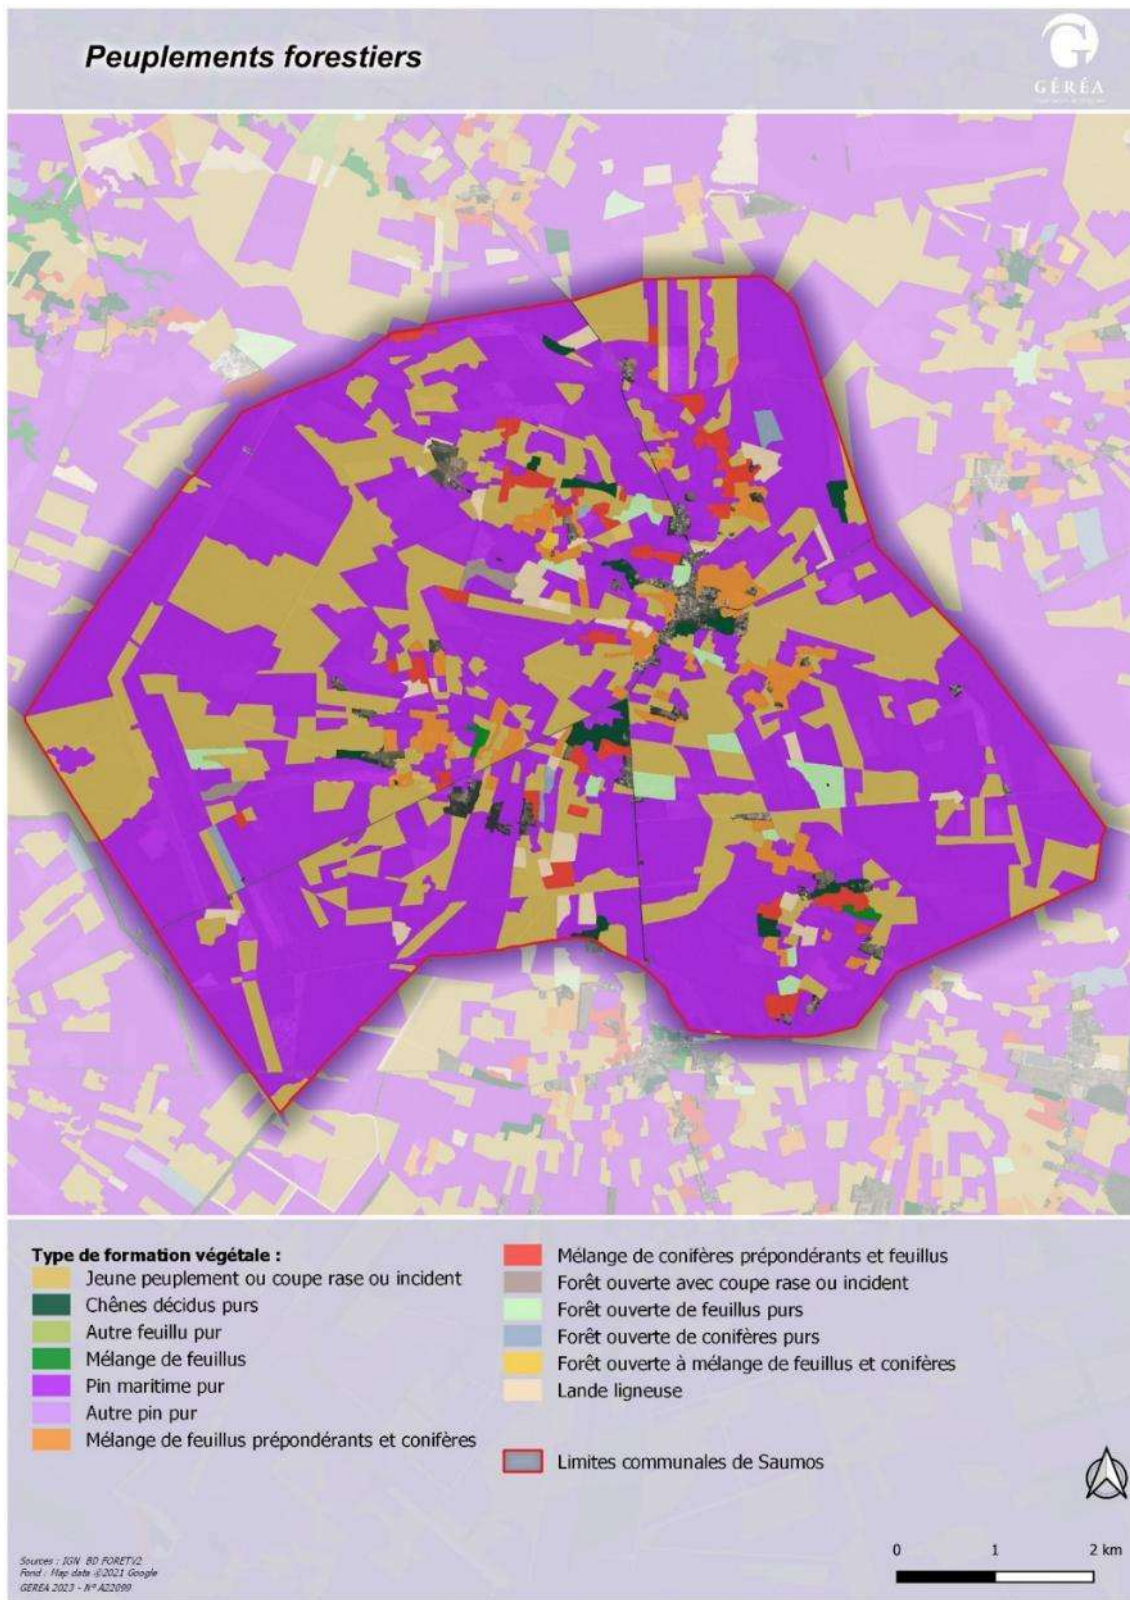 Peuplements forestiers
GÉRÉA
Type de formation végétale :
Jeune peuplement ou coupe rase ou incident
Chênes décidus purs
Autre feuillu pur
Mélange de feuillus
Pin maritime pur
Autre pin pur
Mélange de feuillus prépondérants et conifères
Mélange de conifères prépondérants et feuillus
Forêt ouverte avec coupe rase ou incident
Forêt ouverte de feuillus purs
Forêt ouverte de conifères purs
Forêt ouverte à mélange de feuillus et conifères
Lande ligneuse
Limites communales de Saumos
Sources : IGN BD FORETV2
Fond : Map data ©2021 Google
GEREA 2023 - N° A22099
0 1 2 km